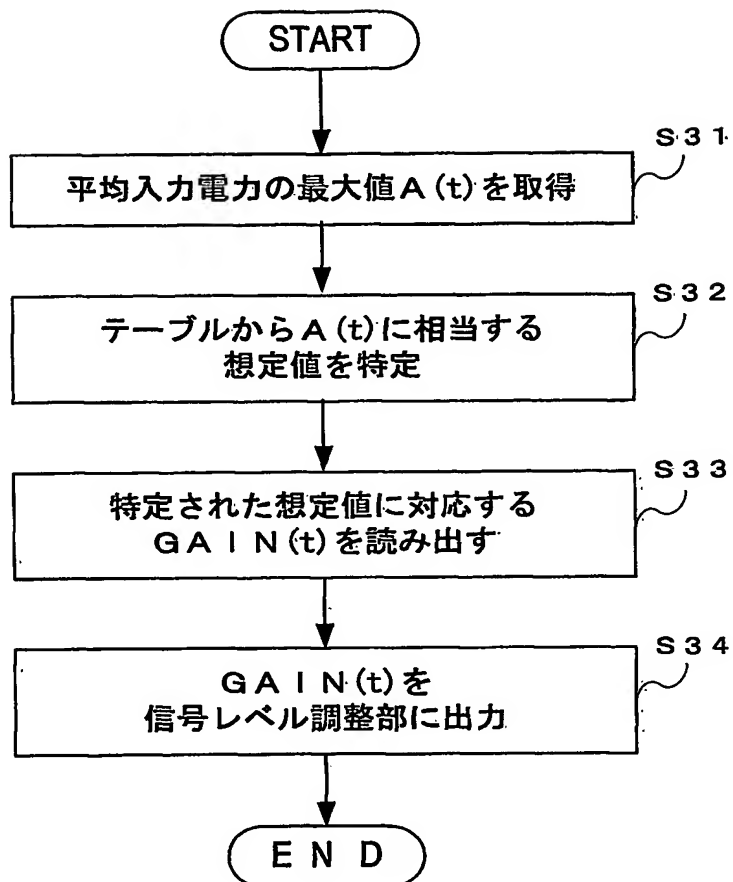 START
S31
平均入力電力の最大値A(t)を取得
S32
テーブルからA(t)に相当する
想定値を特定
S33
特定された想定値に対応する
GAIN(t)を読み出す
S34
GAIN(t)を
信号レベル調整部に出力
END